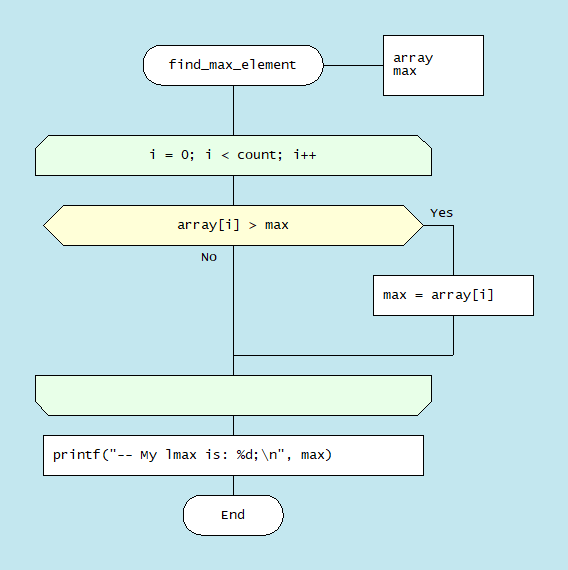 find_max_element
array
max
i = 0; i < count; i++
array[i] > max
Yes
No
max = array[i]
printf("-- My lmax is: %d;\n", max)
End